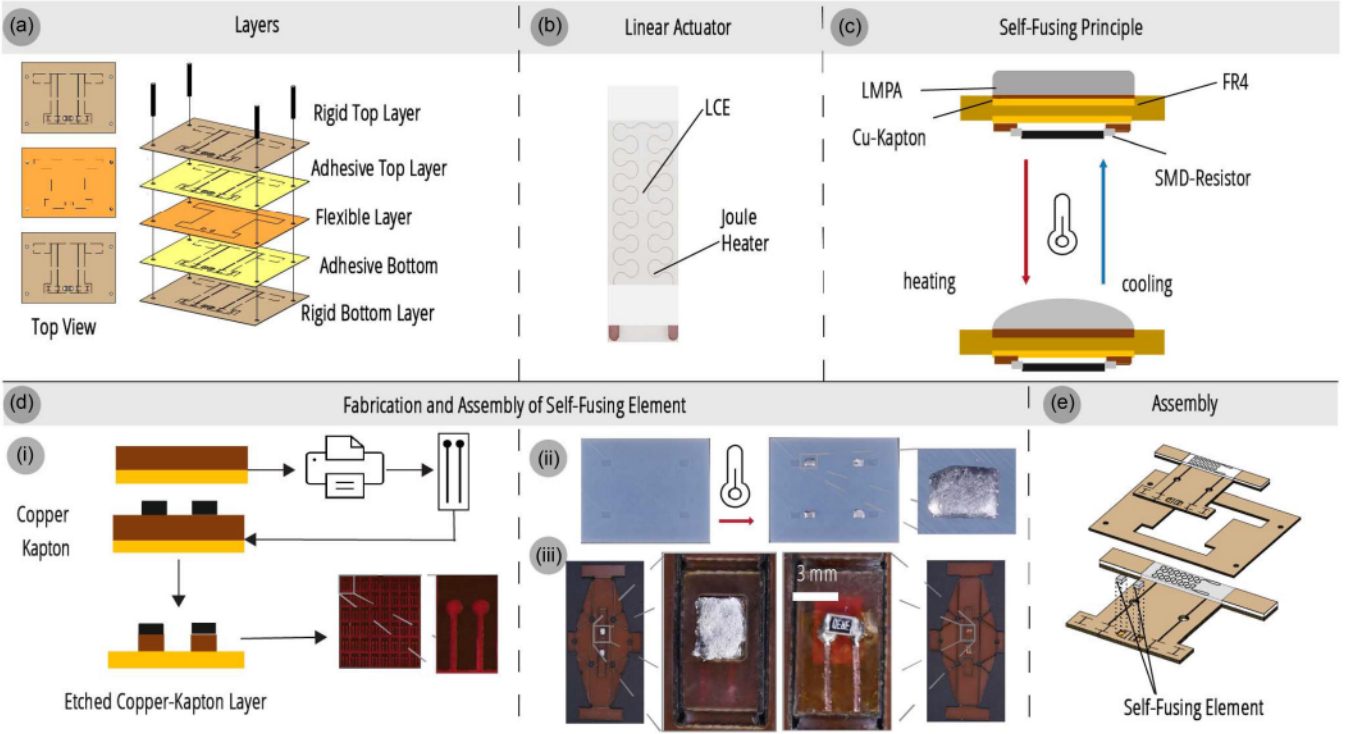 (a)
Layers
Rigid Top Layer
Adhesive Top Layer
Flexible Layer
Adhesive Bottom
Rigid Bottom Layer
Top View
(b)
Linear Actuator
LCE
Joule
Heater
(c)
Self-Fusing Principle
LMPA
FR4
Cu-Kapton
SMD-Resistor
heating
cooling
(d)
Fabrication and Assembly of Self-Fusing Element
(i)
Copper
Kapton
Etched Copper-Kapton Layer
(ii)
(iii)
3 mm
(e)
Assembly
Self-Fusing Element